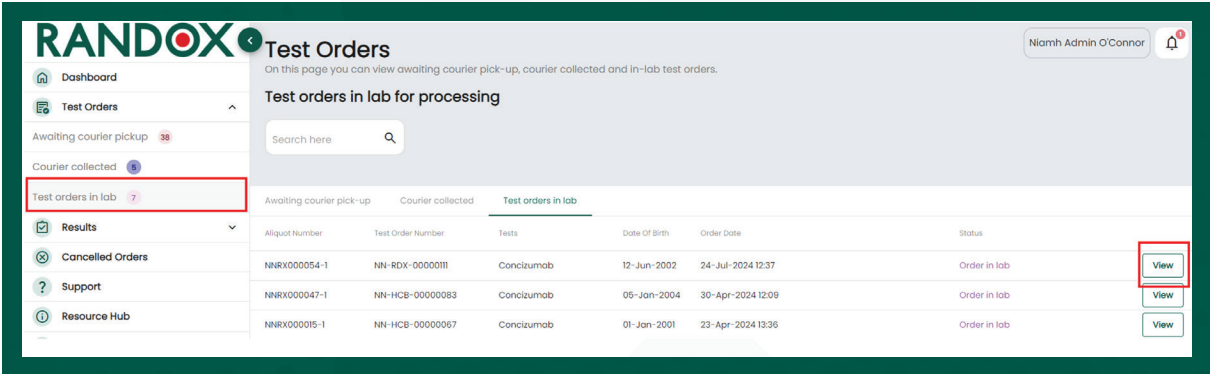 RANDOX
Dashboard
Test Orders
Awaiting courier pickup 38
Courier collected 5
Test orders in lab 7
Results
Cancelled Orders
? Support
Resource Hub
Test Orders
On this page you can view awaiting courier pick-up, courier collected and in-lab test orders.
Niamh Admin O'Connor
1
Test orders in lab for processing
Search here
Awaiting courier pick-up Courier collected Test orders in lab
Aliquot Number Test Order Number Tests Date Of Birth Order Date Status
NNRX000054-1 NN-RDX-00000111 Concizumab 12-Jun-2002 24-Jul-2024 12:37 Order in lab View
NNRX000047-1 NN-HCB-00000083 Concizumab 05-Jan-2004 30-Apr-2024 12:09 Order in lab View
NNRX000015-1 NN-HCB-00000067 Concizumab 01-Jan-2001 23-Apr-2024 13:36 Order in lab View